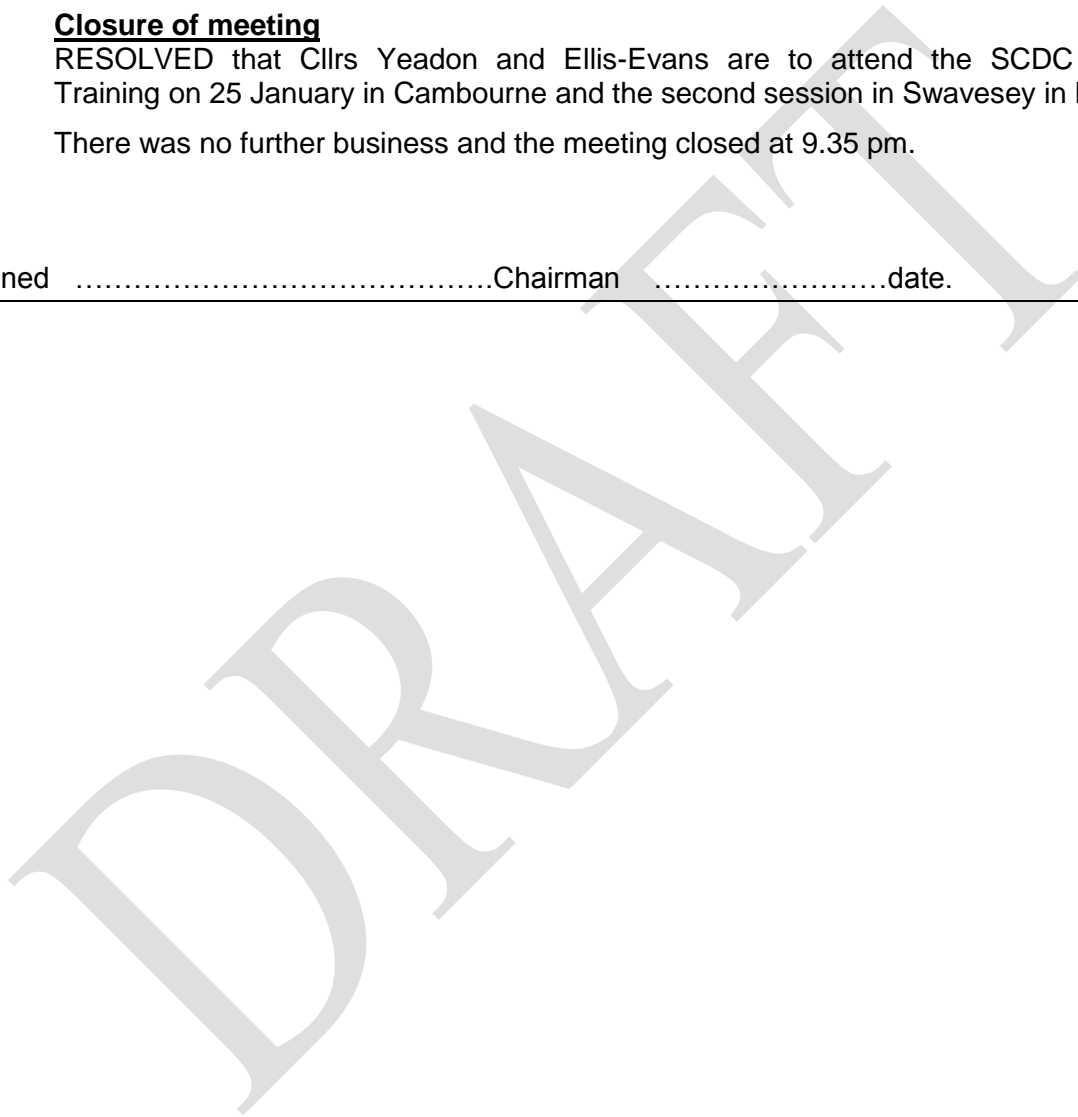 Closure of meeting
RESOLVED that Cllrs Yeadon and Ellis-Evans are to attend the SCDC
Training on 25 January in Cambourne and the second session in Swavesey in
There was no further business and the meeting closed at 9.35 pm.
ned …………………………………….Chairman ……………………date.
DRAFT